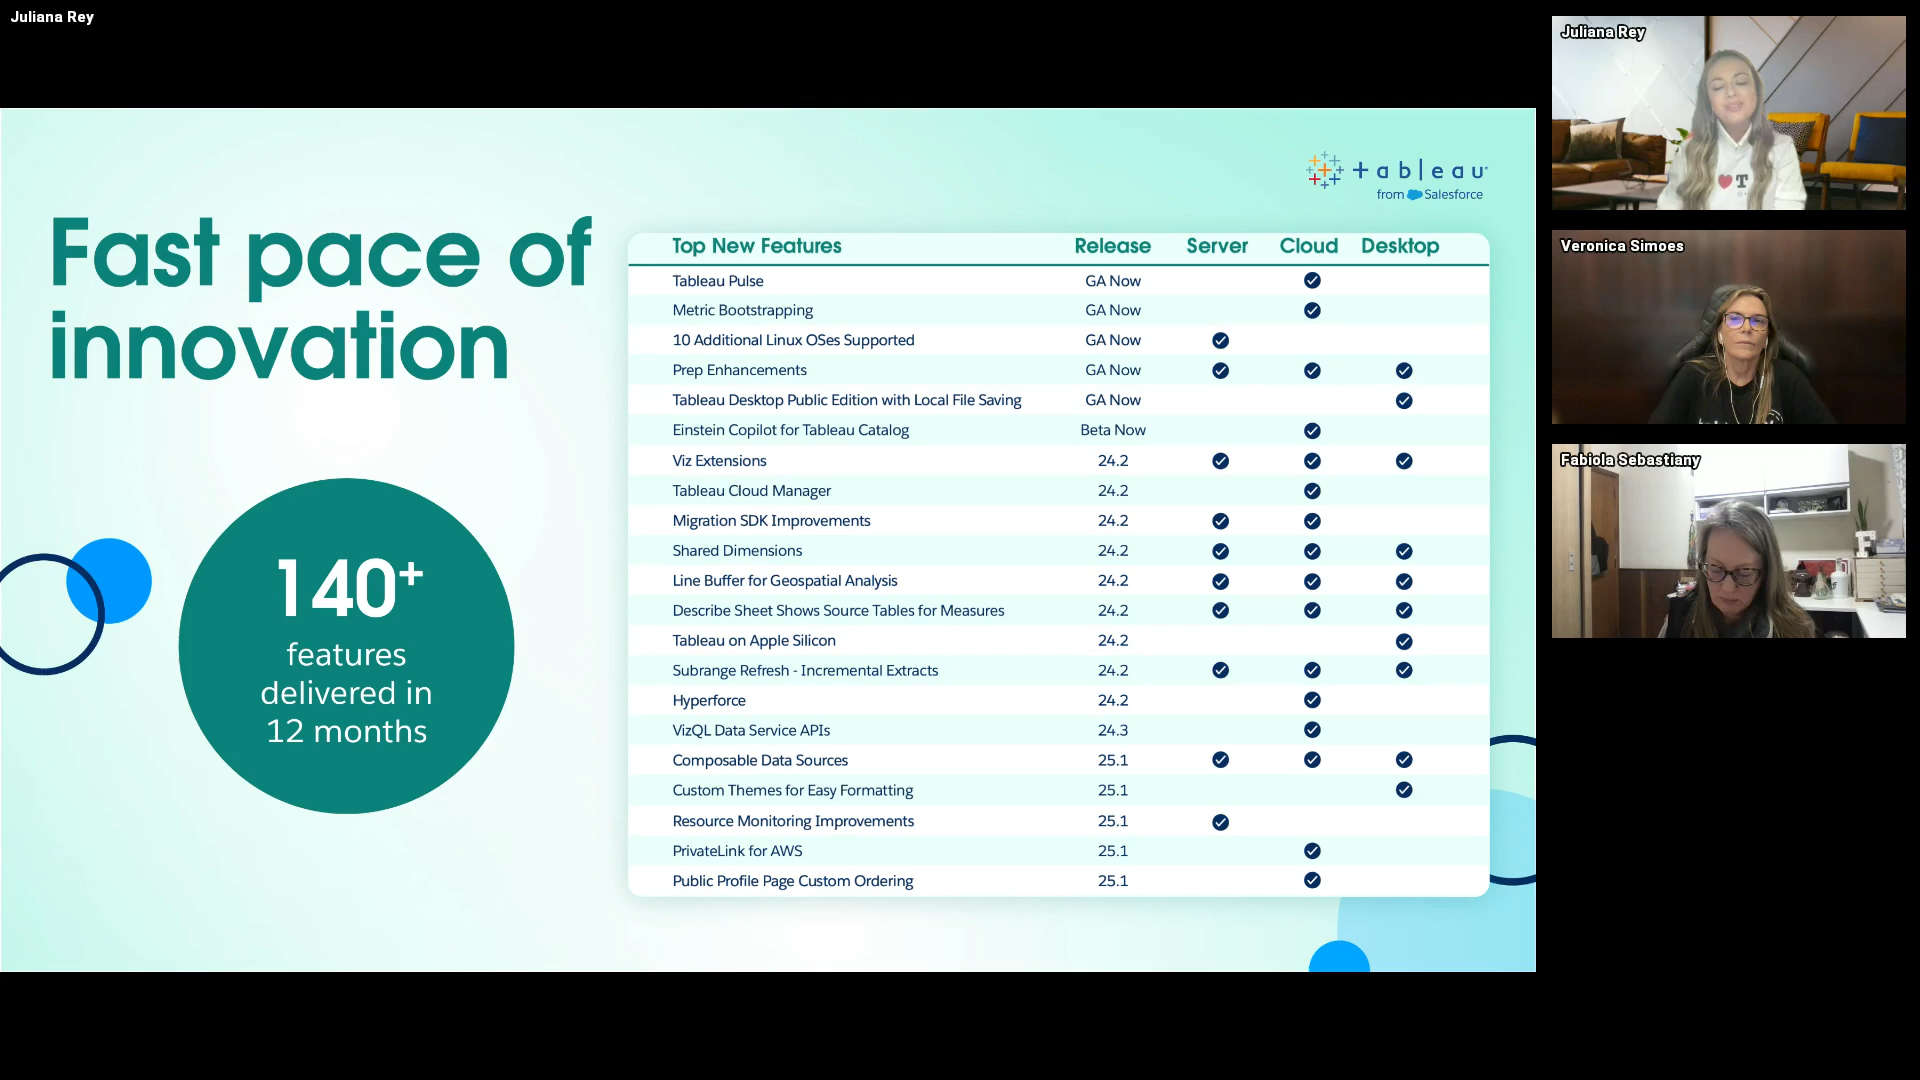 Juliana Rey
Fast pace of
innovation
140+
features
delivered in
12 months
+ableau
from Salesforce
Top New Features Release Server Cloud Desktop
Tableau Pulse GA Now
Metric Bootstrapping GA Now
10 Additional Linux OSes Supported GA Now
Prep Enhancements GA Now
Tableau Desktop Public Edition with Local File Saving GA Now
Einstein Copilot for Tableau Catalog Beta Now
Viz Extensions 24.2
Tableau Cloud Manager 24.2
Migration SDK Improvements 24.2
Shared Dimensions 24.2
Line Buffer for Geospatial Analysis 24.2
Describe Sheet Shows Source Tables for Measures 24.2
Tableau on Apple Silicon 24.2
Subrange Refresh - Incremental Extracts 24.2
Hyperforce 24.2
VizQL Data Service APIs 24.3
Composable Data Sources 25.1
Custom Themes for Easy Formatting 25.1
Resource Monitoring Improvements 25.1
PrivateLink for AWS 25.1
Public Profile Page Custom Ordering 25.1
Juliana Rey
T
Veronica Simoes
Fabiola Sebastiany
F